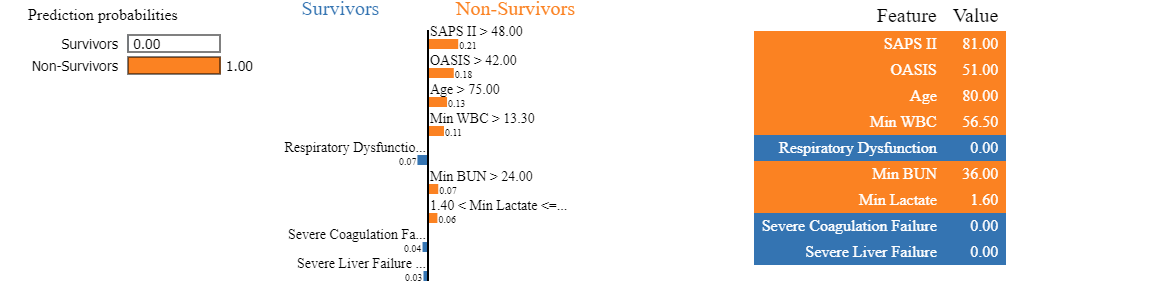 Prediction probabilities
Survivors 0.00
Non-Survivors 1.00
Survivors Non-Survivors
SAPS II > 48.00
0.21
OASIS > 42.00
0.18
Age > 75.00
0.13
Min WBC > 13.30
0.11
Respiratory Dysfunctio...
0.07
Min BUN > 24.00
0.07
1.40 < Min Lactate <=...
0.06
Severe Coagulation Fa...
0.04
Severe Liver Failure ...
0.03
Feature Value
SAPS II 81.00
OASIS 51.00
Age 80.00
Min WBC 56.50
Respiratory Dysfunction 0.00
Min BUN 36.00
Min Lactate 1.60
Severe Coagulation Failure 0.00
Severe Liver Failure 0.00